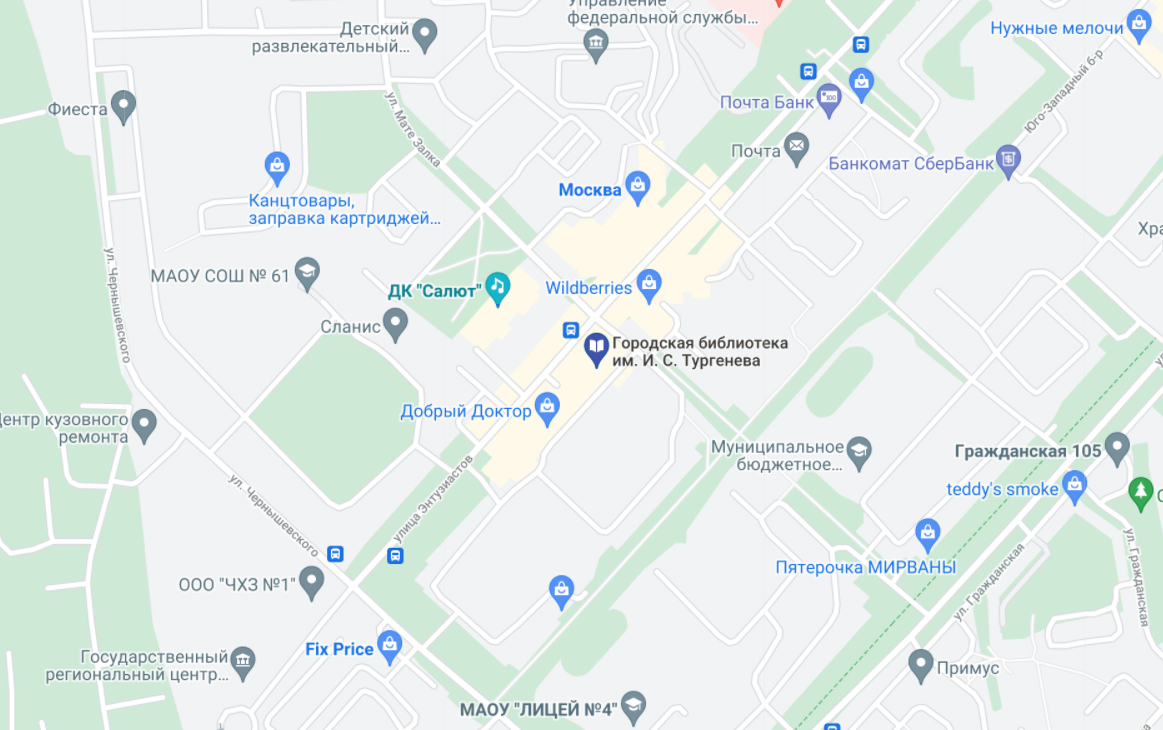 Управление
федеральной службы...
Детский
развлекательный...
Нужные мелочи
Юго-Западный б-р
Почта Банк
100
Фиеста
ул. Мате Залка
Почта
Банкомат СберБанк
Москва
Канцтовары,
заправка картриджей...
Хра
ул. Чернышевского
МАОУ СОШ № 61
ДК "Салют"
Wildberries
Сланис
Городская библиотека
им. И. С. Тургенева
Добрый Доктор
Центр кузовного
ремонта
Муниципальное
бюджетное...
Гражданская 105
teddy's smoke
С
ул. Чернышевского
улица Энтузиастов
Пятерочка МИРВАНЫ
ул. Гражданская
ул. Гражданская
ООО "ЧХЗ №1"
Fix Price
Государственный
региональный центр...
Примус
МАОУ "ЛИЦЕЙ №4"